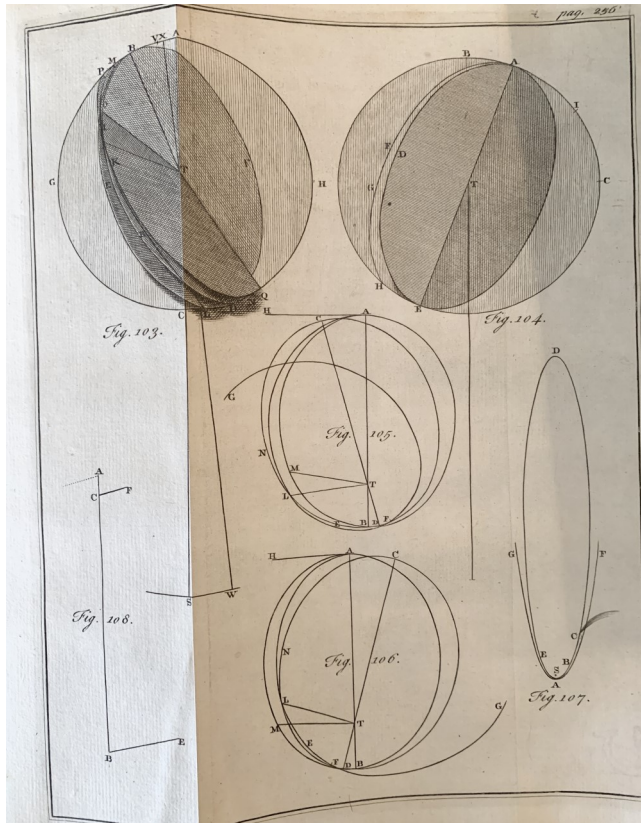 pag. 256
V X A
B
M
P
B
A
I
K
F
D
G
T
H
G
T
C
H
Q
C
H
E
Fig. 103.
Fig. 104.
C
A
D
G
Fig. 105.
N
M
T
A
C
F
L
E
B
D
F
G
F
H
A
C
S
W
Fig. 108.
N
Fig. 106.
C
E
B
S
A
L
G
M
T
E
Fig. 107.
B
E
F
D
B